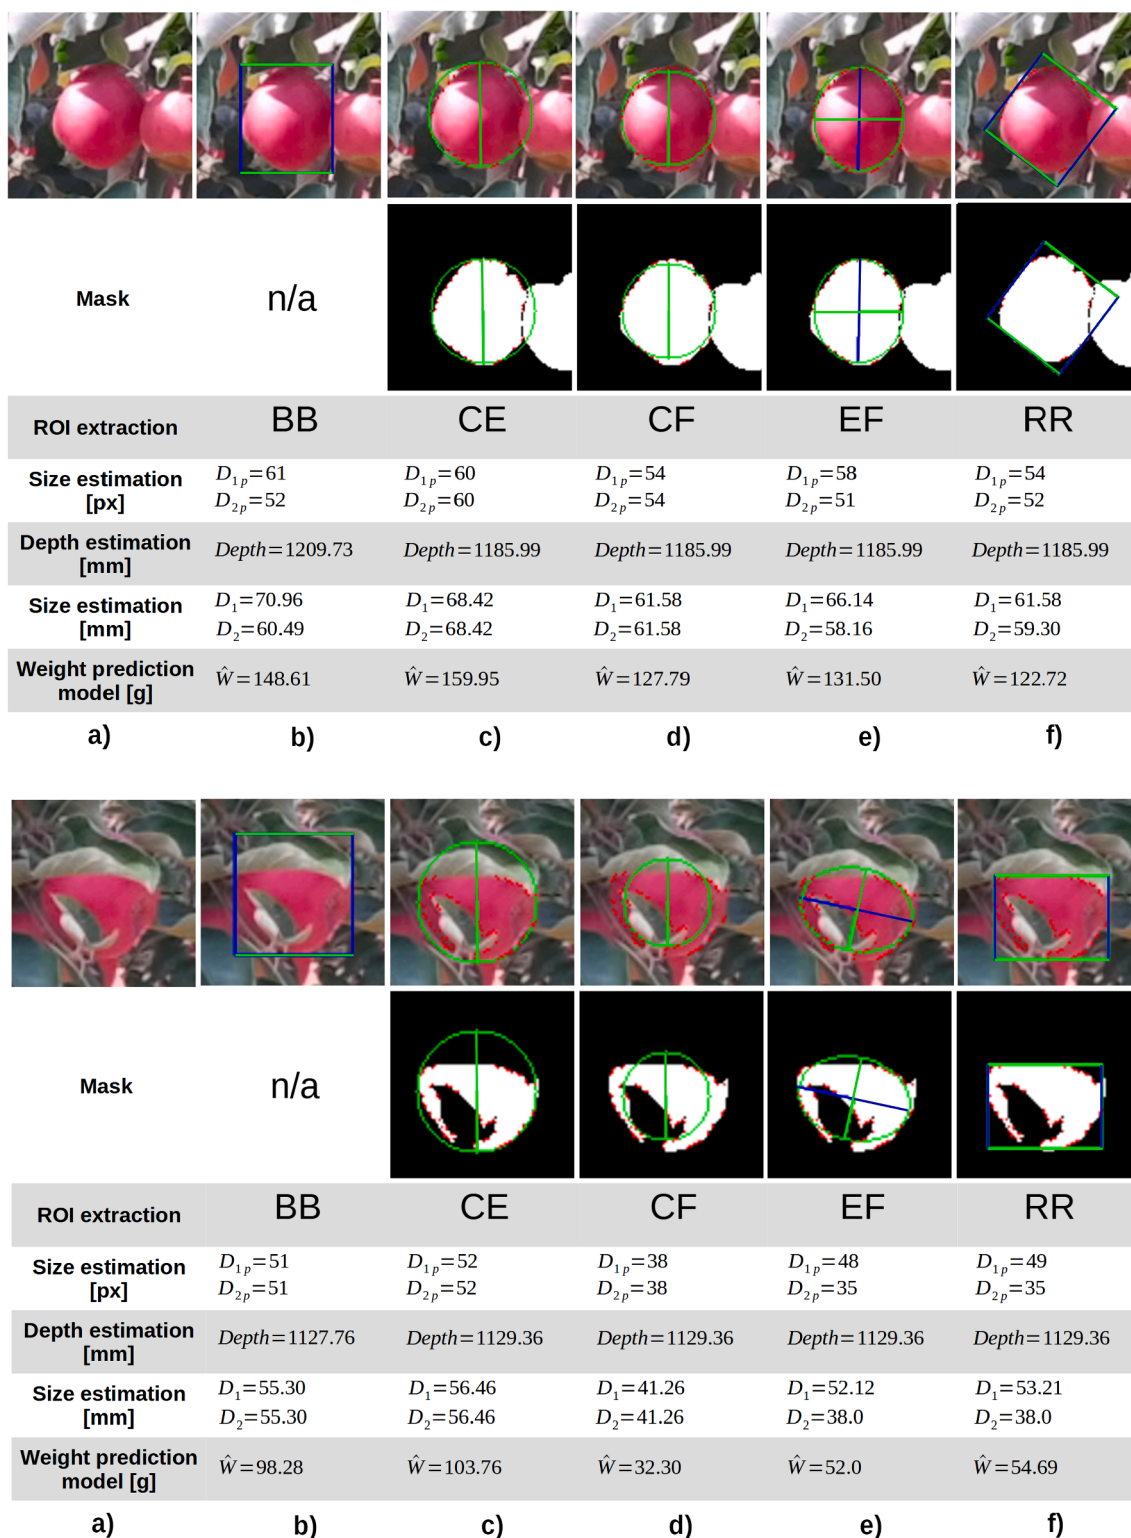 Mask n/a
ROI extraction BB CE CF EF RR
Size estimation [px] D1p=61 D1p=60 D1p=54 D1p=58 D1p=54
D2p=52 D2p=60 D2p=54 D2p=51 D2p=52
Depth estimation [mm] Depth=1209.73 Depth=1185.99 Depth=1185.99 Depth=1185.99 Depth=1185.99
Size estimation [mm] D1=70.96 D1=68.42 D1=61.58 D1=66.14 D1=61.58
D2=60.49 D2=68.42 D2=61.58 D2=58.16 D2=59.30
Weight prediction model [g] Ŵ=148.61 Ŵ=159.95 Ŵ=127.79 Ŵ=131.50 Ŵ=122.72
a) b) c) d) e) f)
Mask n/a
ROI extraction BB CE CF EF RR
Size estimation [px] D1p=51 D1p=52 D1p=38 D1p=48 D1p=49
D2p=51 D2p=52 D2p=38 D2p=35 D2p=35
Depth estimation [mm] Depth=1127.76 Depth=1129.36 Depth=1129.36 Depth=1129.36 Depth=1129.36
Size estimation [mm] D1=55.30 D1=56.46 D1=41.26 D1=52.12 D1=53.21
D2=55.30 D2=56.46 D2=41.26 D2=38.0 D2=38.0
Weight prediction model [g] Ŵ=98.28 Ŵ=103.76 Ŵ=32.30 Ŵ=52.0 Ŵ=54.69
a) b) c) d) e) f)